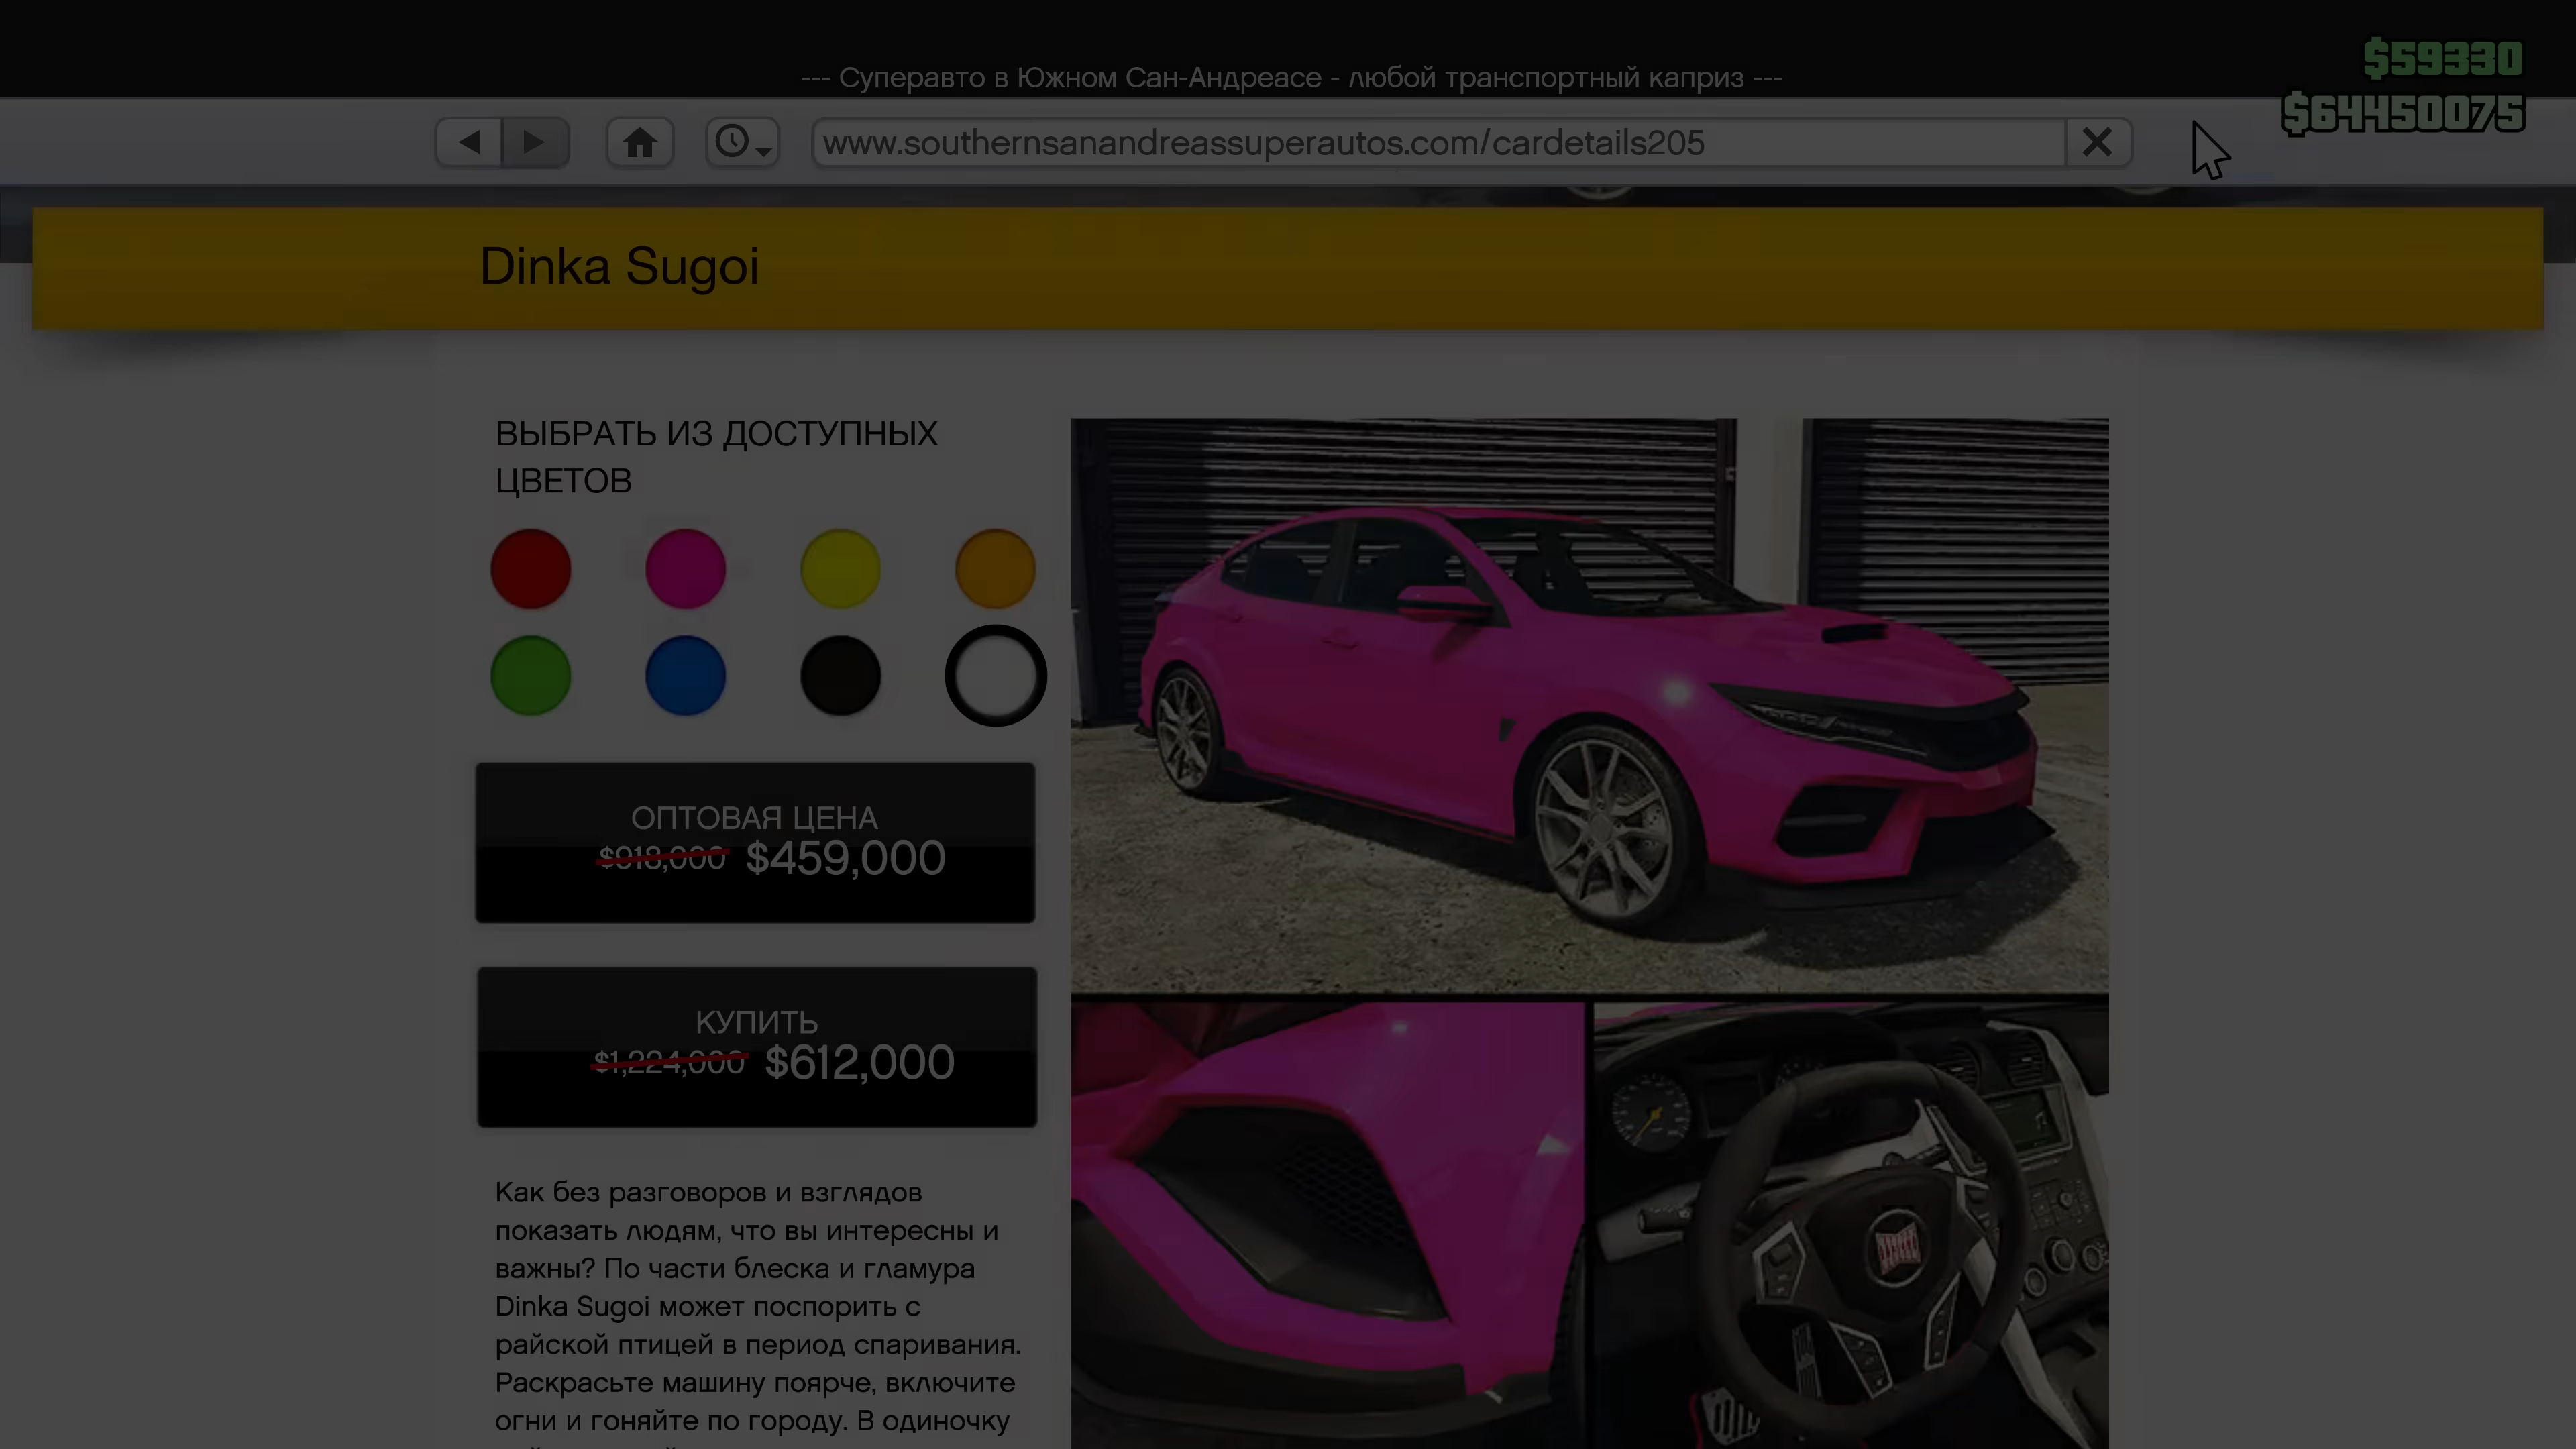 --- Суперавто в Южном Сан-Андреасе - любой транспортный каприз ---
$59330
$64450075
www.southernsanandreassuperautos.com/cardetails205
Dinka Sugoi
ВЫБРАТЬ ИЗ ДОСТУПНЫХ
ЦВЕТОВ
ОПТОВАЯ ЦЕНА
$918,000 $459,000
КУПИТЬ
$1,224,000 $612,000
Как без разговоров и взглядов
показать людям, что вы интересны и
важны? По части блеска и гламура
Dinka Sugoi может поспорить с
райской птицей в период спаривания.
Раскрасьте машину поярче, включите
огни и гоняйте по городу. В одиночку